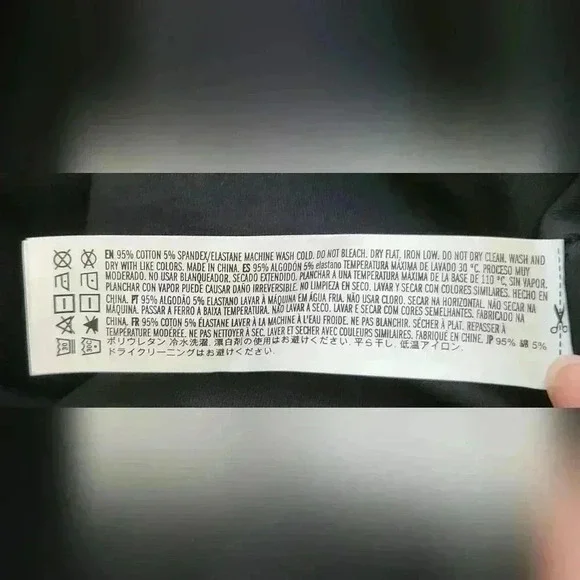 EN 95% COTTON 5% SPANDEX/ELASTANE MACHINE WASH COLD. DO NOT BLEACH. DRY FLAT, IRON LOW. DO NOT DRY CLEAN. WASH AND
DRY WITH LIKE COLORS. MADE IN CHINA. ES 95% ALGODÓN 5% elastano TEMPERATURA MÁXIMA DE LAVADO 30 °C, PROCESO MUY
MODERADO. NO USAR BLANQUEADOR, SECADO EXTENDIDO. PLANCHAR A UNA TEMPERATURA MÁXIMA DE LA BASE DE 110 °C, SIN VAPOR.
PLANCHAR CON VAPOR PUEDE CAUSAR DAÑO IRREVERSIBLE. NO LIMPIEZA EN SECO. LAVAR Y SECAR CON COLORES SIMILARES. HECHO EN
CHINA. PT 95% ALGODÃO 5% ELASTANO LAVAR À MÁQUINA EM ÁGUA FRIA. NÃO USAR CLORO. SECAR NA HORIZONTAL. NÃO SECAR NA
MÁQUINA. PASSAR A FERRO A BAIXA TEMPERATURA. NÃO LAVAR A SECO. LAVAR E SECAR COM CORES SEMELHANTES. FABRICADO NA
CHINA. FR 95% COTON 5% ÉLASTHANNE LAVER À LA MACHINE À L'EAU FROIDE. NE PAS BLANCHIR. SÉCHER À PLAT. REPASSER À
TEMPÉRATURE MODÉRÉE. NE PAS NETTOYER À SEC. LAVER ET SÉCHER AVEC COULEURS SIMILAIRES. FABRIQUÉ EN CHINE. JP 95% 綿 5%
ポリウレタン 冷水洗濯. 漂白剤の使用はお避けください. 平ら干し. 低温アイロン.
ドライクリーニングはお避けください.